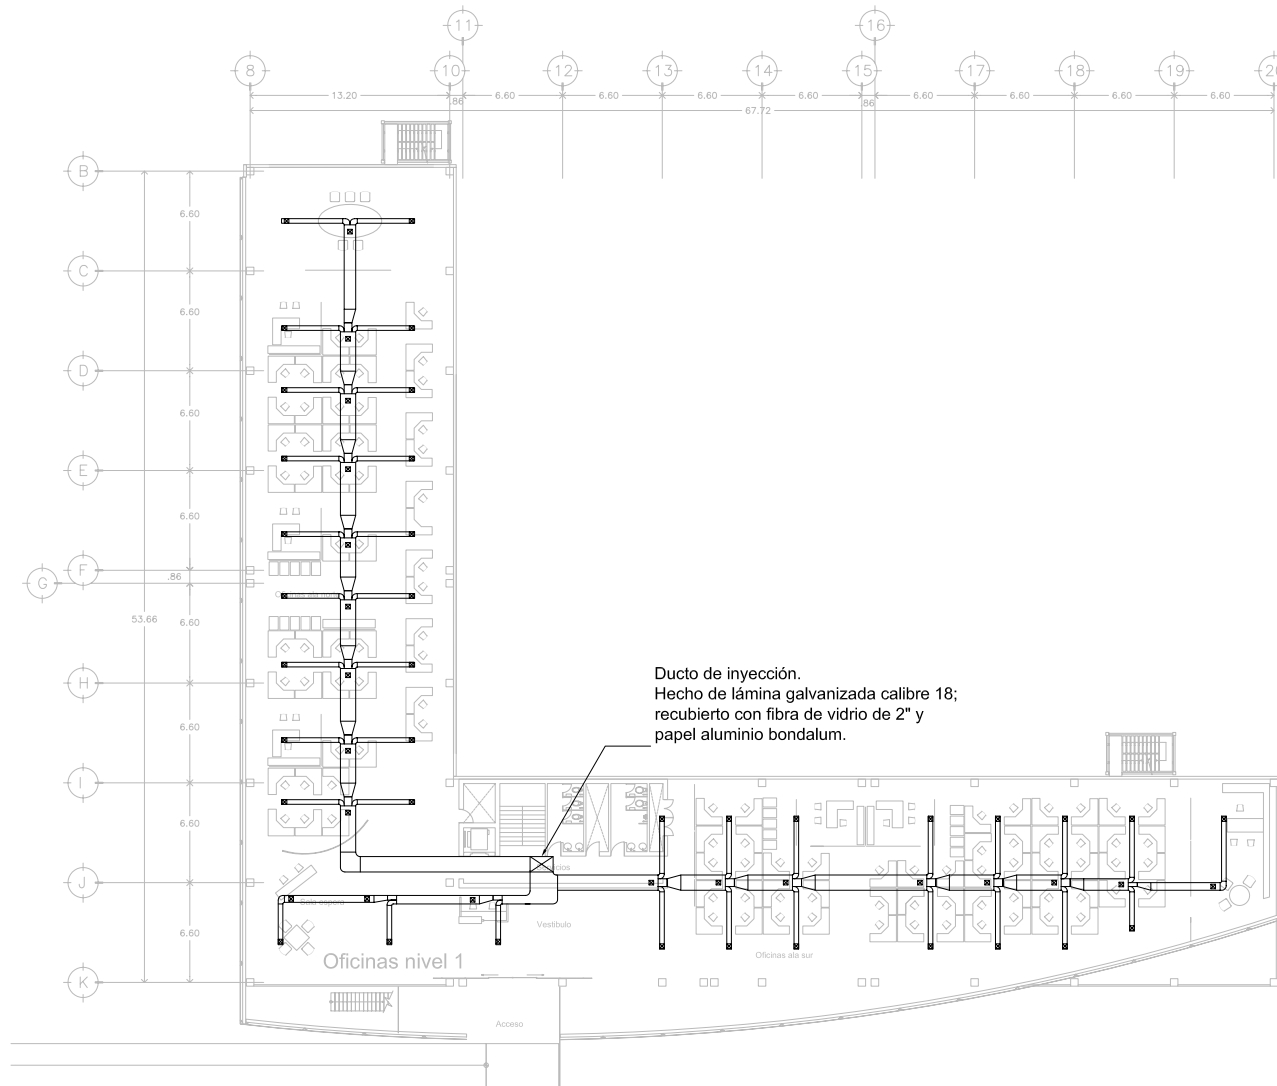 11
16
8
10
12
13
14
15
17
18
19
20
13.20
.86
6.60
6.60
6.60
6.60
.86
6.60
6.60
6.60
6.60
67.72
B
6.60
C
6.60
D
6.60
E
6.60
F
G
.86
53.66
6.60
H
6.60
I
6.60
J
6.60
K
Ducto de inyección.
Hecho de lámina galvanizada calibre 18;
recubierto con fibra de vidrio de 2" y
papel aluminio bondalum.
Sala espera
Vestíbulo
Oficinas ala sur
Oficinas nivel 1
Acceso